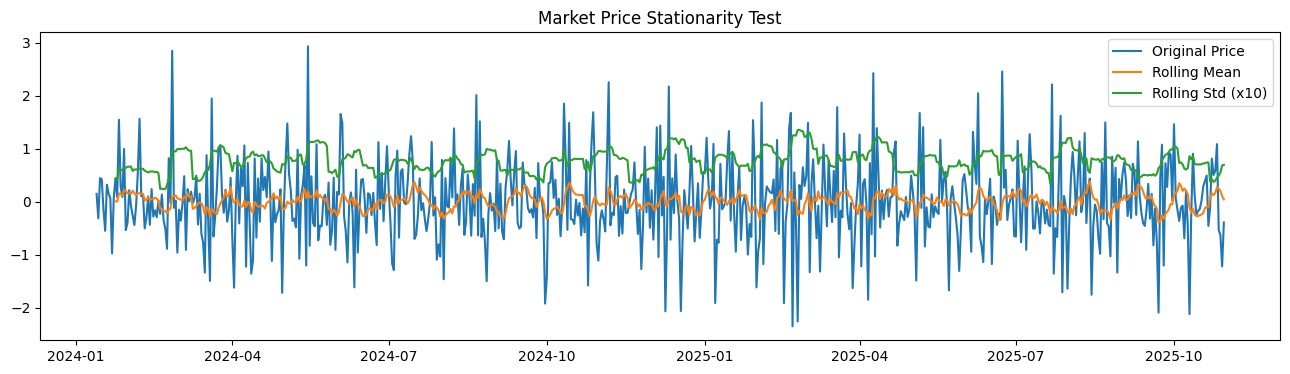 Market Price Stationarity Test
Original Price
Rolling Mean
Rolling Std (x10)
3
2
1
0
−1
−2
2024-01 2024-04 2024-07 2024-10 2025-01 2025-04 2025-07 2025-10